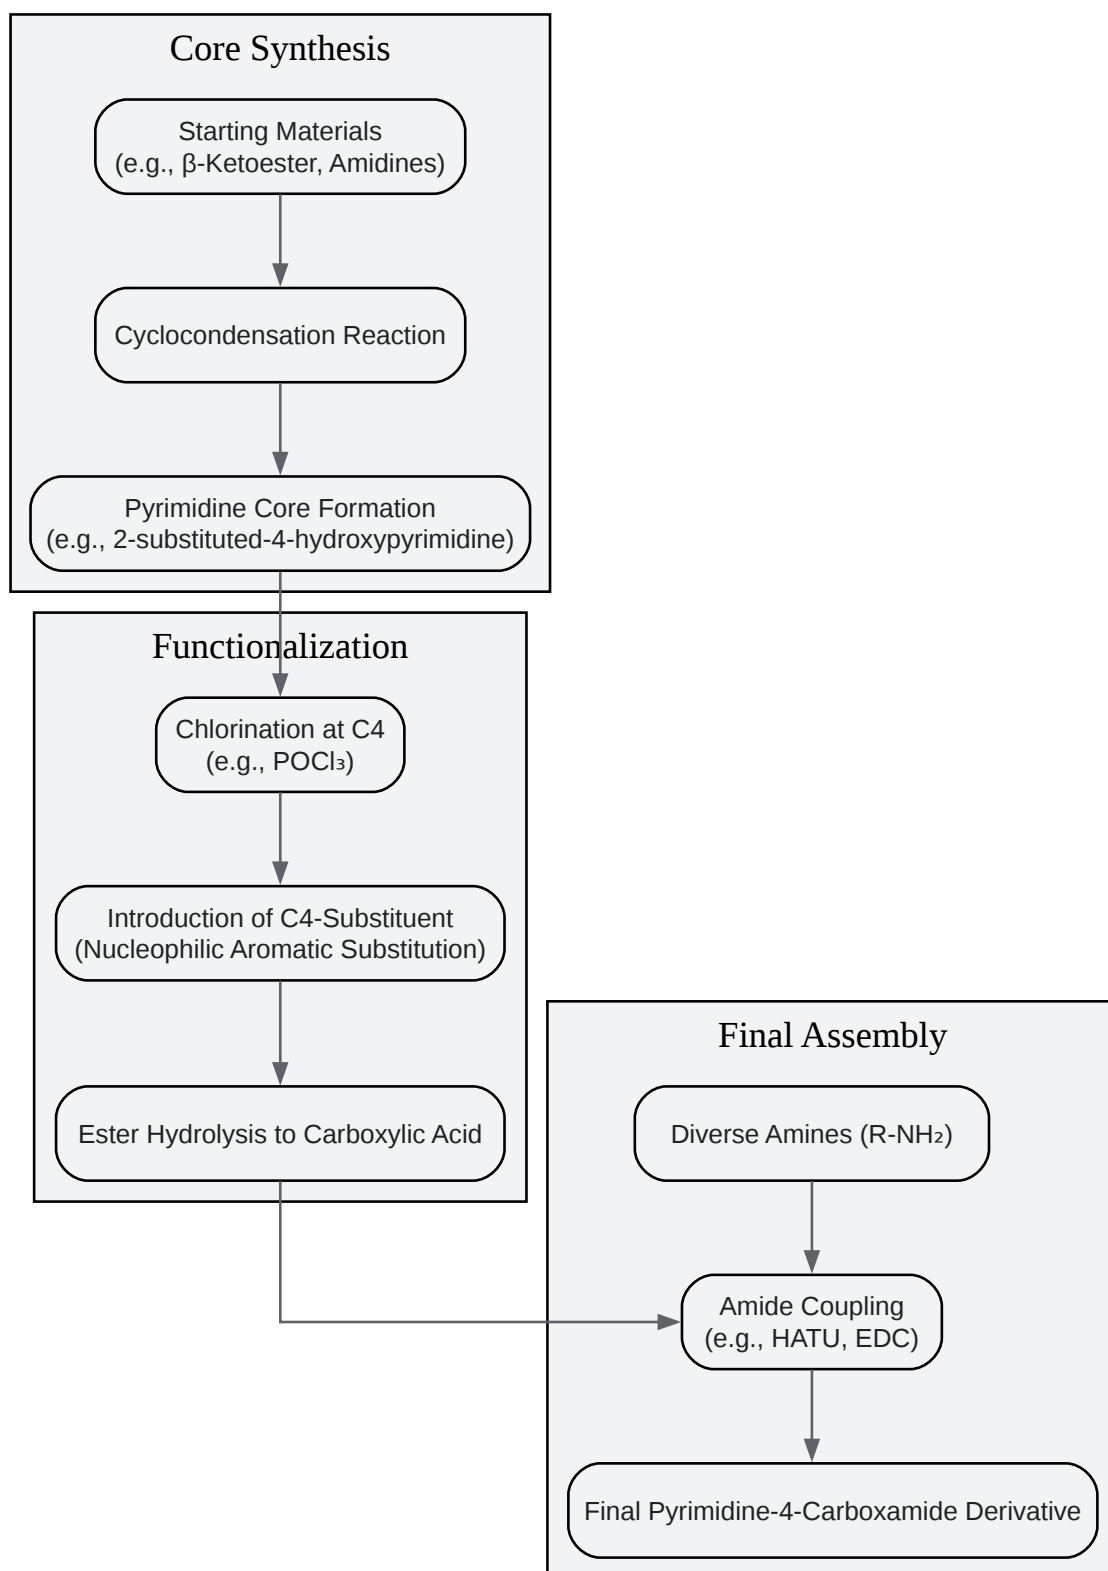 Core Synthesis
Starting Materials
(e.g., β-Ketoester, Amidines)
Cyclocondensation Reaction
Pyrimidine Core Formation
(e.g., 2-substituted-4-hydroxypyrimidine)
Functionalization
Chlorination at C4
(e.g., POCl₃)
Introduction of C4-Substituent
(Nucleophilic Aromatic Substitution)
Ester Hydrolysis to Carboxylic Acid
Final Assembly
Diverse Amines (R-NH₂)
Amide Coupling
(e.g., HATU, EDC)
Final Pyrimidine-4-Carboxamide Derivative